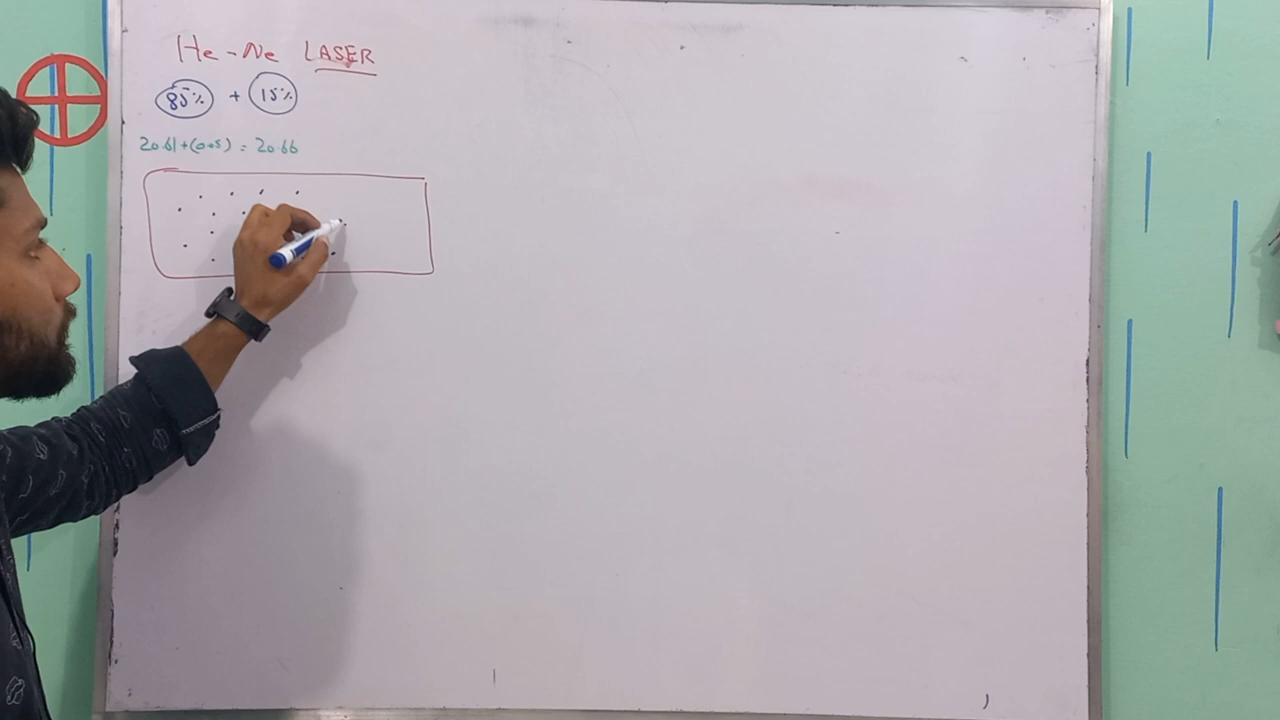 He-Ne LASER
85% + 15%
20.61+(0.05) = 20.66